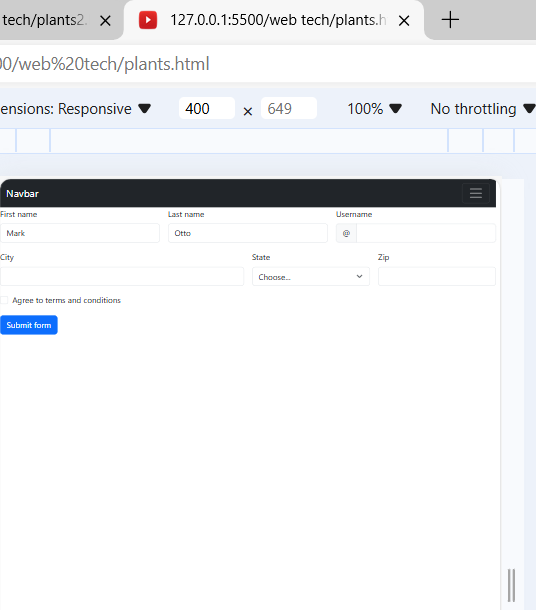 tech/plants2.
127.0.0.1:5500/web tech/plants.h
00/web%20tech/plants.html
ensions: Responsive 400 × 649 100% No throttling
Navbar
First name Last name Username
Mark Otto @
City State Zip
Choose...
Agree to terms and conditions
Submit form